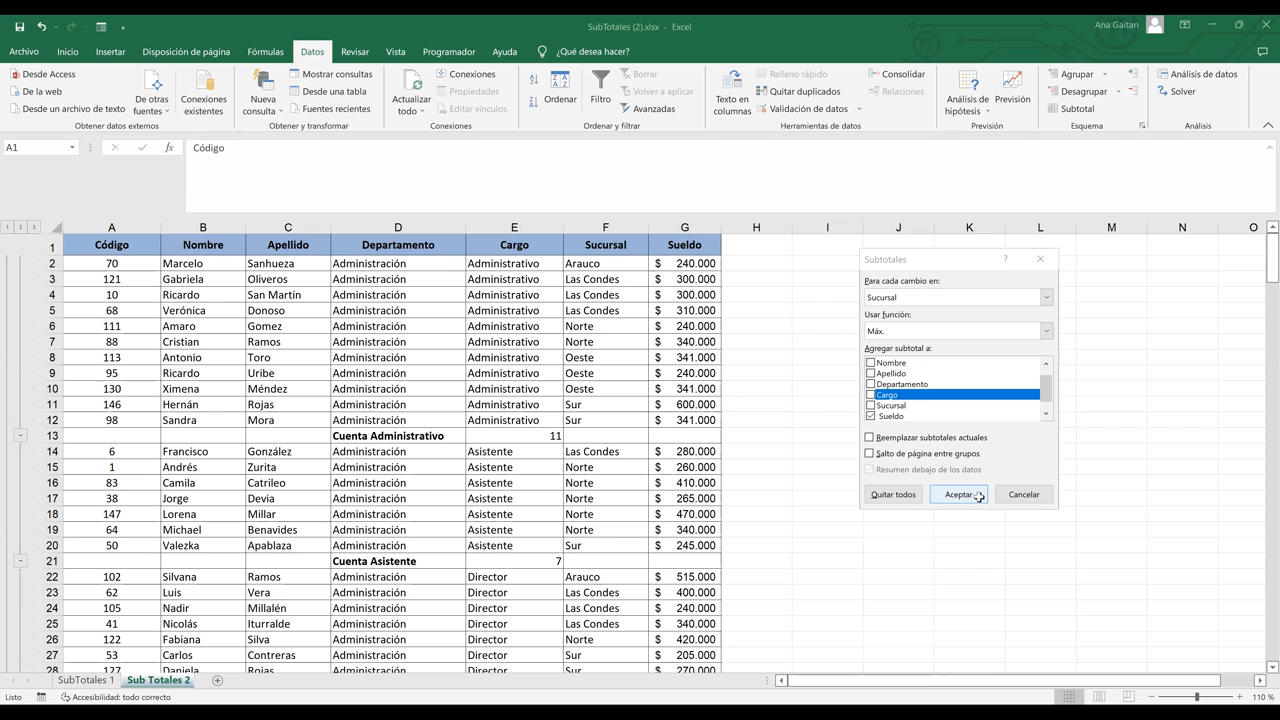 SubTotales (2).xlsx - Excel
Ana Gaitan
Archivo Inicio Insertar Disposición de página Fórmulas Datos Revisar Vista Programador Ayuda ¿Qué desea hacer?
Desde Access
De la web
Desde un archivo de texto
De otras fuentes
Conexiones existentes
Obtener datos externos
Nueva consulta
Mostrar consultas
Desde una tabla
Fuentes recientes
Obtener y transformar
Actualizar todo
Conexiones
Propiedades
Editar vínculos
Conexiones
Ordenar
Filtro
Borrar
Volver a aplicar
Avanzadas
Ordenar y filtrar
Texto en columnas
Relleno rápido
Quitar duplicados
Validación de datos
Consolidar
Relaciones
Herramientas de datos
Análisis de hipótesis
Previsión
Previsión
Agrupar
Desagrupar
Subtotal
Esquema
Análisis de datos
Solver
Análisis
A1 fx Código
1 2 3 A B C D E F G H I J K L M N O
1 Código Nombre Apellido Departamento Cargo Sucursal Sueldo
2 70 Marcelo Sanhueza Administración Administrativo Arauco $ 240.000
3 121 Gabriela Oliveros Administración Administrativo Las Condes $ 300.000
4 10 Ricardo San Martín Administración Administrativo Las Condes $ 300.000
5 68 Verónica Donoso Administración Administrativo Las Condes $ 310.000
6 111 Amaro Gomez Administración Administrativo Norte $ 240.000
7 88 Cristian Ramos Administración Administrativo Norte $ 340.000
8 113 Antonio Toro Administración Administrativo Oeste $ 341.000
9 95 Ricardo Uribe Administración Administrativo Oeste $ 240.000
10 130 Ximena Méndez Administración Administrativo Oeste $ 341.000
11 146 Hernán Rojas Administración Administrativo Sur $ 600.000
12 98 Sandra Mora Administración Administrativo Sur $ 341.000
13 Cuenta Administrativo 11
14 6 Francisco González Administración Asistente Las Condes $ 280.000
15 1 Andrés Zurita Administración Asistente Norte $ 260.000
16 83 Camila Catrileo Administración Asistente Norte $ 410.000
17 38 Jorge Devia Administración Asistente Norte $ 265.000
18 147 Lorena Millar Administración Asistente Norte $ 470.000
19 64 Michael Benavides Administración Asistente Norte $ 340.000
20 50 Valezka Apablaza Administración Asistente Sur $ 245.000
21 Cuenta Asistente 7
22 102 Silvana Ramos Administración Director Arauco $ 515.000
23 62 Luis Vera Administración Director Las Condes $ 400.000
24 105 Nadir Millalén Administración Director Las Condes $ 240.000
25 41 Nicolás Iturralde Administración Director Las Condes $ 340.000
26 122 Fabiana Silva Administración Director Norte $ 420.000
27 53 Carlos Contreras Administración Director Sur $ 205.000
28 127 Daniela Rojas Administración Director Sur $ 270.000
Subtotales ?
Para cada cambio en:
Sucursal
Usar función:
Máx.
Agregar subtotal a:
Nombre
Apellido
Departamento
Cargo
Sucursal
Sueldo
Reemplazar subtotales actuales
Salto de página entre grupos
Resumen debajo de los datos
Quitar todos Aceptar Cancelar
SubTotales 1 Sub Totales 2
Listo Accesibilidad: todo correcto 110 %